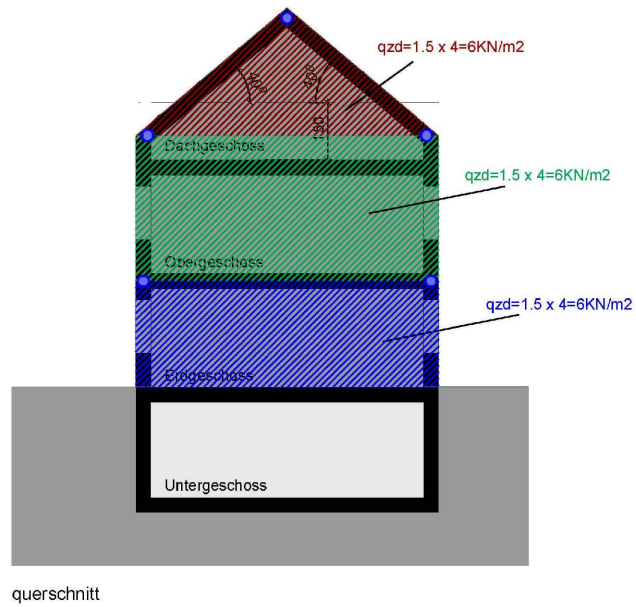 qzd=1.5 x 4=6KN/m2
40°
40°
150
Dachgeschoss
qzd=1.5 x 4=6KN/m2
Obergeschoss
qzd=1.5 x 4=6KN/m2
Erdgeschoss
Untergeschoss
querschnitt